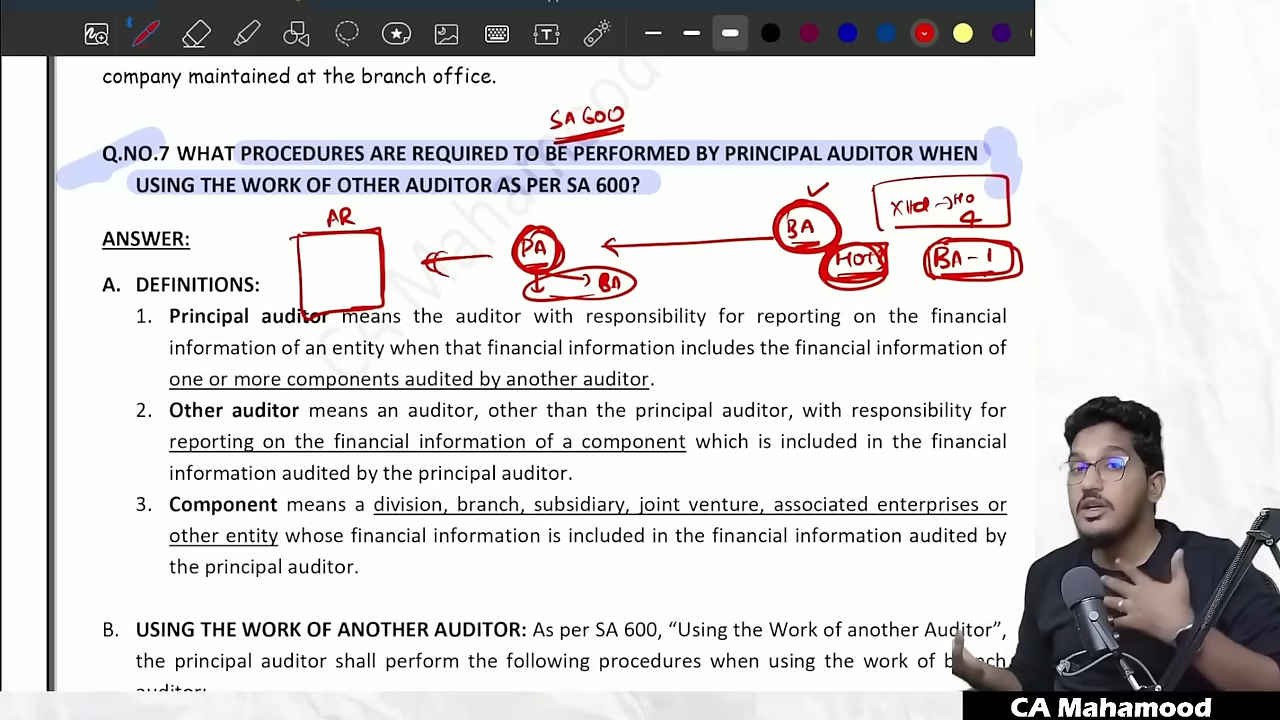 company maintained at the branch office.
SA 600
Q.NO.7 WHAT PROCEDURES ARE REQUIRED TO BE PERFORMED BY PRINCIPAL AUDITOR WHEN
USING THE WORK OF OTHER AUDITOR AS PER SA 600?
AR
PA
BA
BA
HO
4
BA-1
ANSWER:
A. DEFINITIONS:
1. Principal auditor means the auditor with responsibility for reporting on the financial
information of an entity when that financial information includes the financial information of
one or more components audited by another auditor.
2. Other auditor means an auditor, other than the principal auditor, with responsibility for
reporting on the financial information of a component which is included in the financial
information audited by the principal auditor.
3. Component means a division, branch, subsidiary, joint venture, associated enterprises or
other entity whose financial information is included in the financial information audited by
the principal auditor.
B. USING THE WORK OF ANOTHER AUDITOR: As per SA 600, “Using the Work of another Auditor”,
the principal auditor shall perform the following procedures when using the work of branch
auditor:
CA Mahamood
CA Mahamood